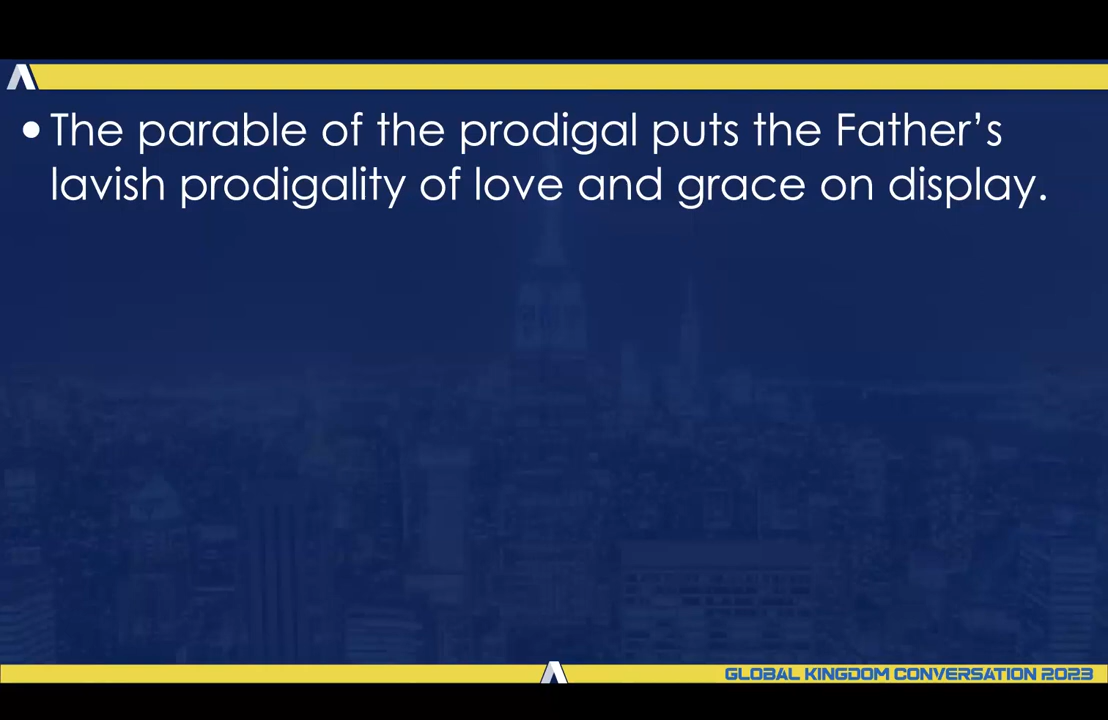 • The parable of the prodigal puts the Father’s
lavish prodigality of love and grace on display.
GLOBAL KINGDOM CONVERSATION 2023